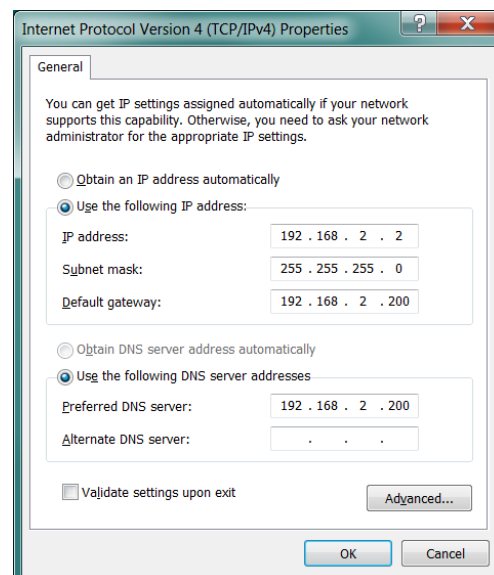 Internet Protocol Version 4 (TCP/IPv4) Properties
General
You can get IP settings assigned automatically if your network
supports this capability. Otherwise, you need to ask your network
administrator for the appropriate IP settings.
Obtain an IP address automatically
Use the following IP address:
IP address: 192 . 168 . 2 . 2
Subnet mask: 255 . 255 . 255 . 0
Default gateway: 192 . 168 . 2 . 200
Obtain DNS server address automatically
Use the following DNS server addresses
Preferred DNS server: 192 . 168 . 2 . 200
Alternate DNS server: . . .
Validate settings upon exit
Advanced...
OK Cancel